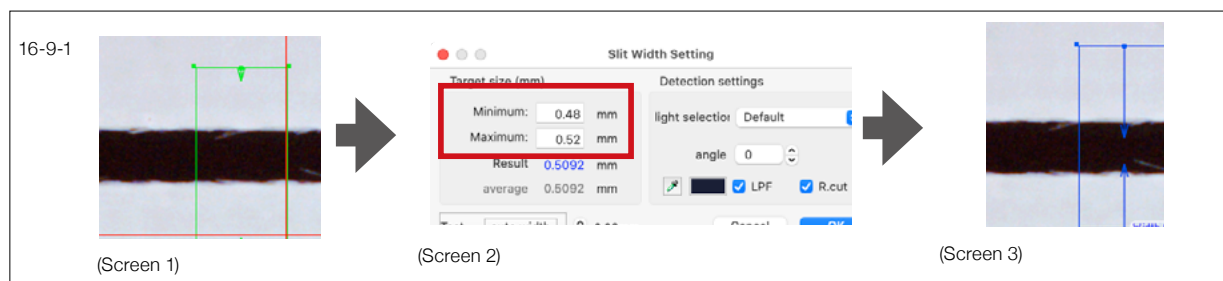 16-9-1
Slit Width Setting
Target size (mm)
Detection settings
Minimum: 0.48 mm
light selection Default
Maximum: 0.52 mm
angle 0
Result 0.5092 mm
average 0.5092 mm
LPF R.cut
Cancel OK
(Screen 1)
(Screen 2)
(Screen 3)